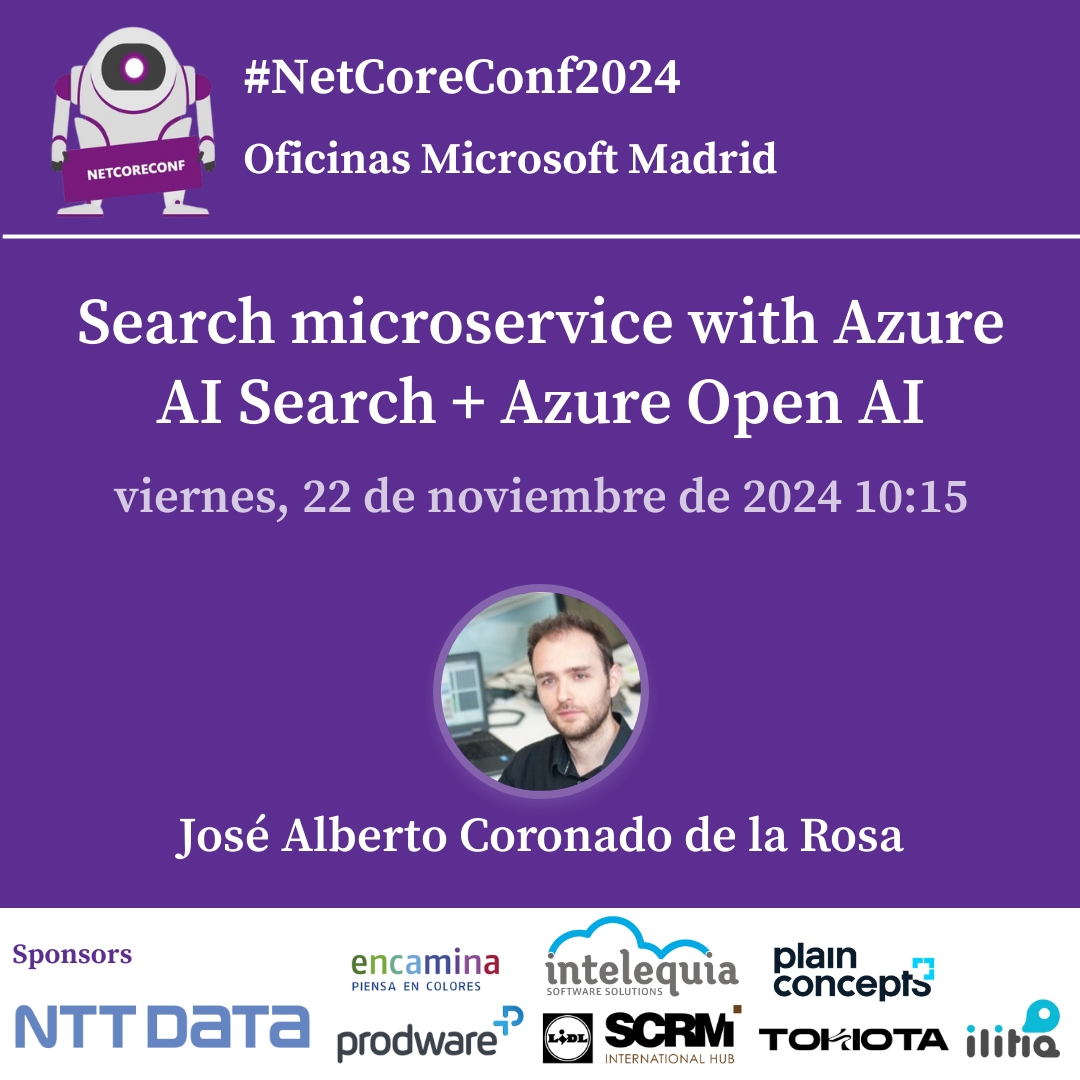 #NetCoreConf2024
Oficinas Microsoft Madrid
NETCORECONF
Search microservice with Azure
AI Search + Azure Open AI
viernes, 22 de noviembre de 2024 10:15
José Alberto Coronado de la Rosa
Sponsors
encamina
PIENSA EN COLORES
intelequia
SOFTWARE SOLUTIONS
plain
concepts
NTT DATA
prodware
LIDL
SCRM
INTERNATIONAL HUB
TOKIOTA
ilitia